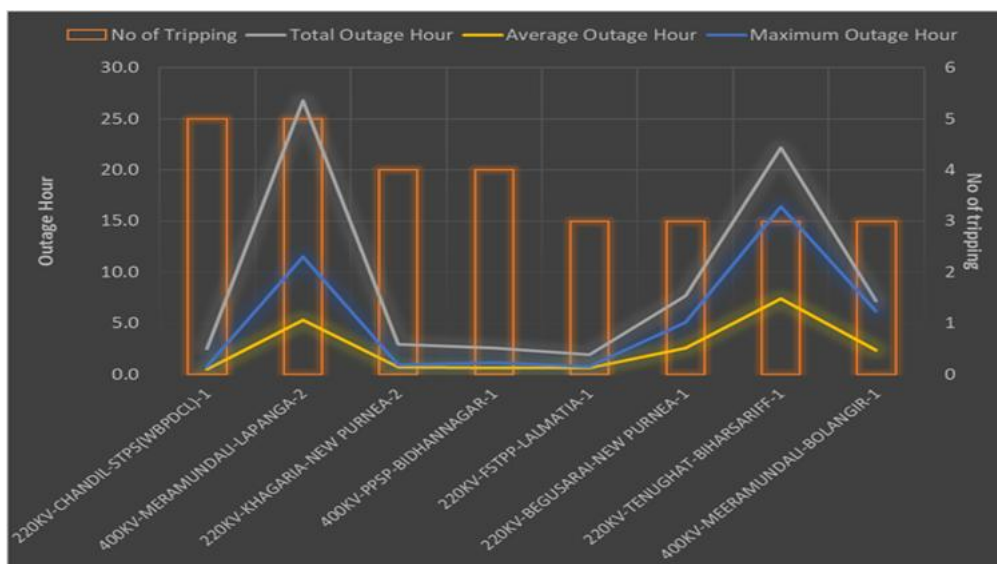 No of Tripping Total Outage Hour Average Outage Hour Maximum Outage Hour
30.0
25.0
20.0
15.0
10.0
5.0
0.0
Outage Hour
6
5
4
3
2
1
0
No of tripping
220KV-CHANDIL-STPS(WBPDCL)-1
400KV-MERAMUNDALI-LAPANGA-2
220KV-KHAGARIA-NEW PURNEA-2
400KV-PPSP-BIDHANNAGAR-1
220KV-FSTPP-LALMATIA-1
220KV-BEGUSARAI-NEW PURNEA-1
220KV-TENUGHAT-BIHARSARIFF-1
400KV-MEERAMUNDALI-BOLANGIR-1